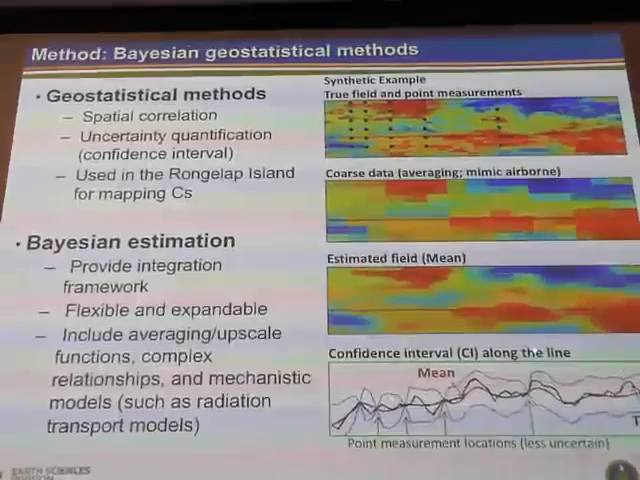 Method: Bayesian geostatistical methods
• Geostatistical methods
– Spatial correlation
– Uncertainty quantification
(confidence interval)
– Used in the Rongelap Island
for mapping Cs
• Bayesian estimation
– Provide integration
framework
– Flexible and expandable
– Include averaging/upscale
functions, complex
relationships, and mechanistic
models (such as radiation
transport models)
Synthetic Example
True field and point measurements
Coarse data (averaging; mimic airborne)
Estimated field (Mean)
Confidence interval (CI) along the line
Mean
T
Point measurement locations (less uncertain)
EARTH SCIENCES
DIVISION